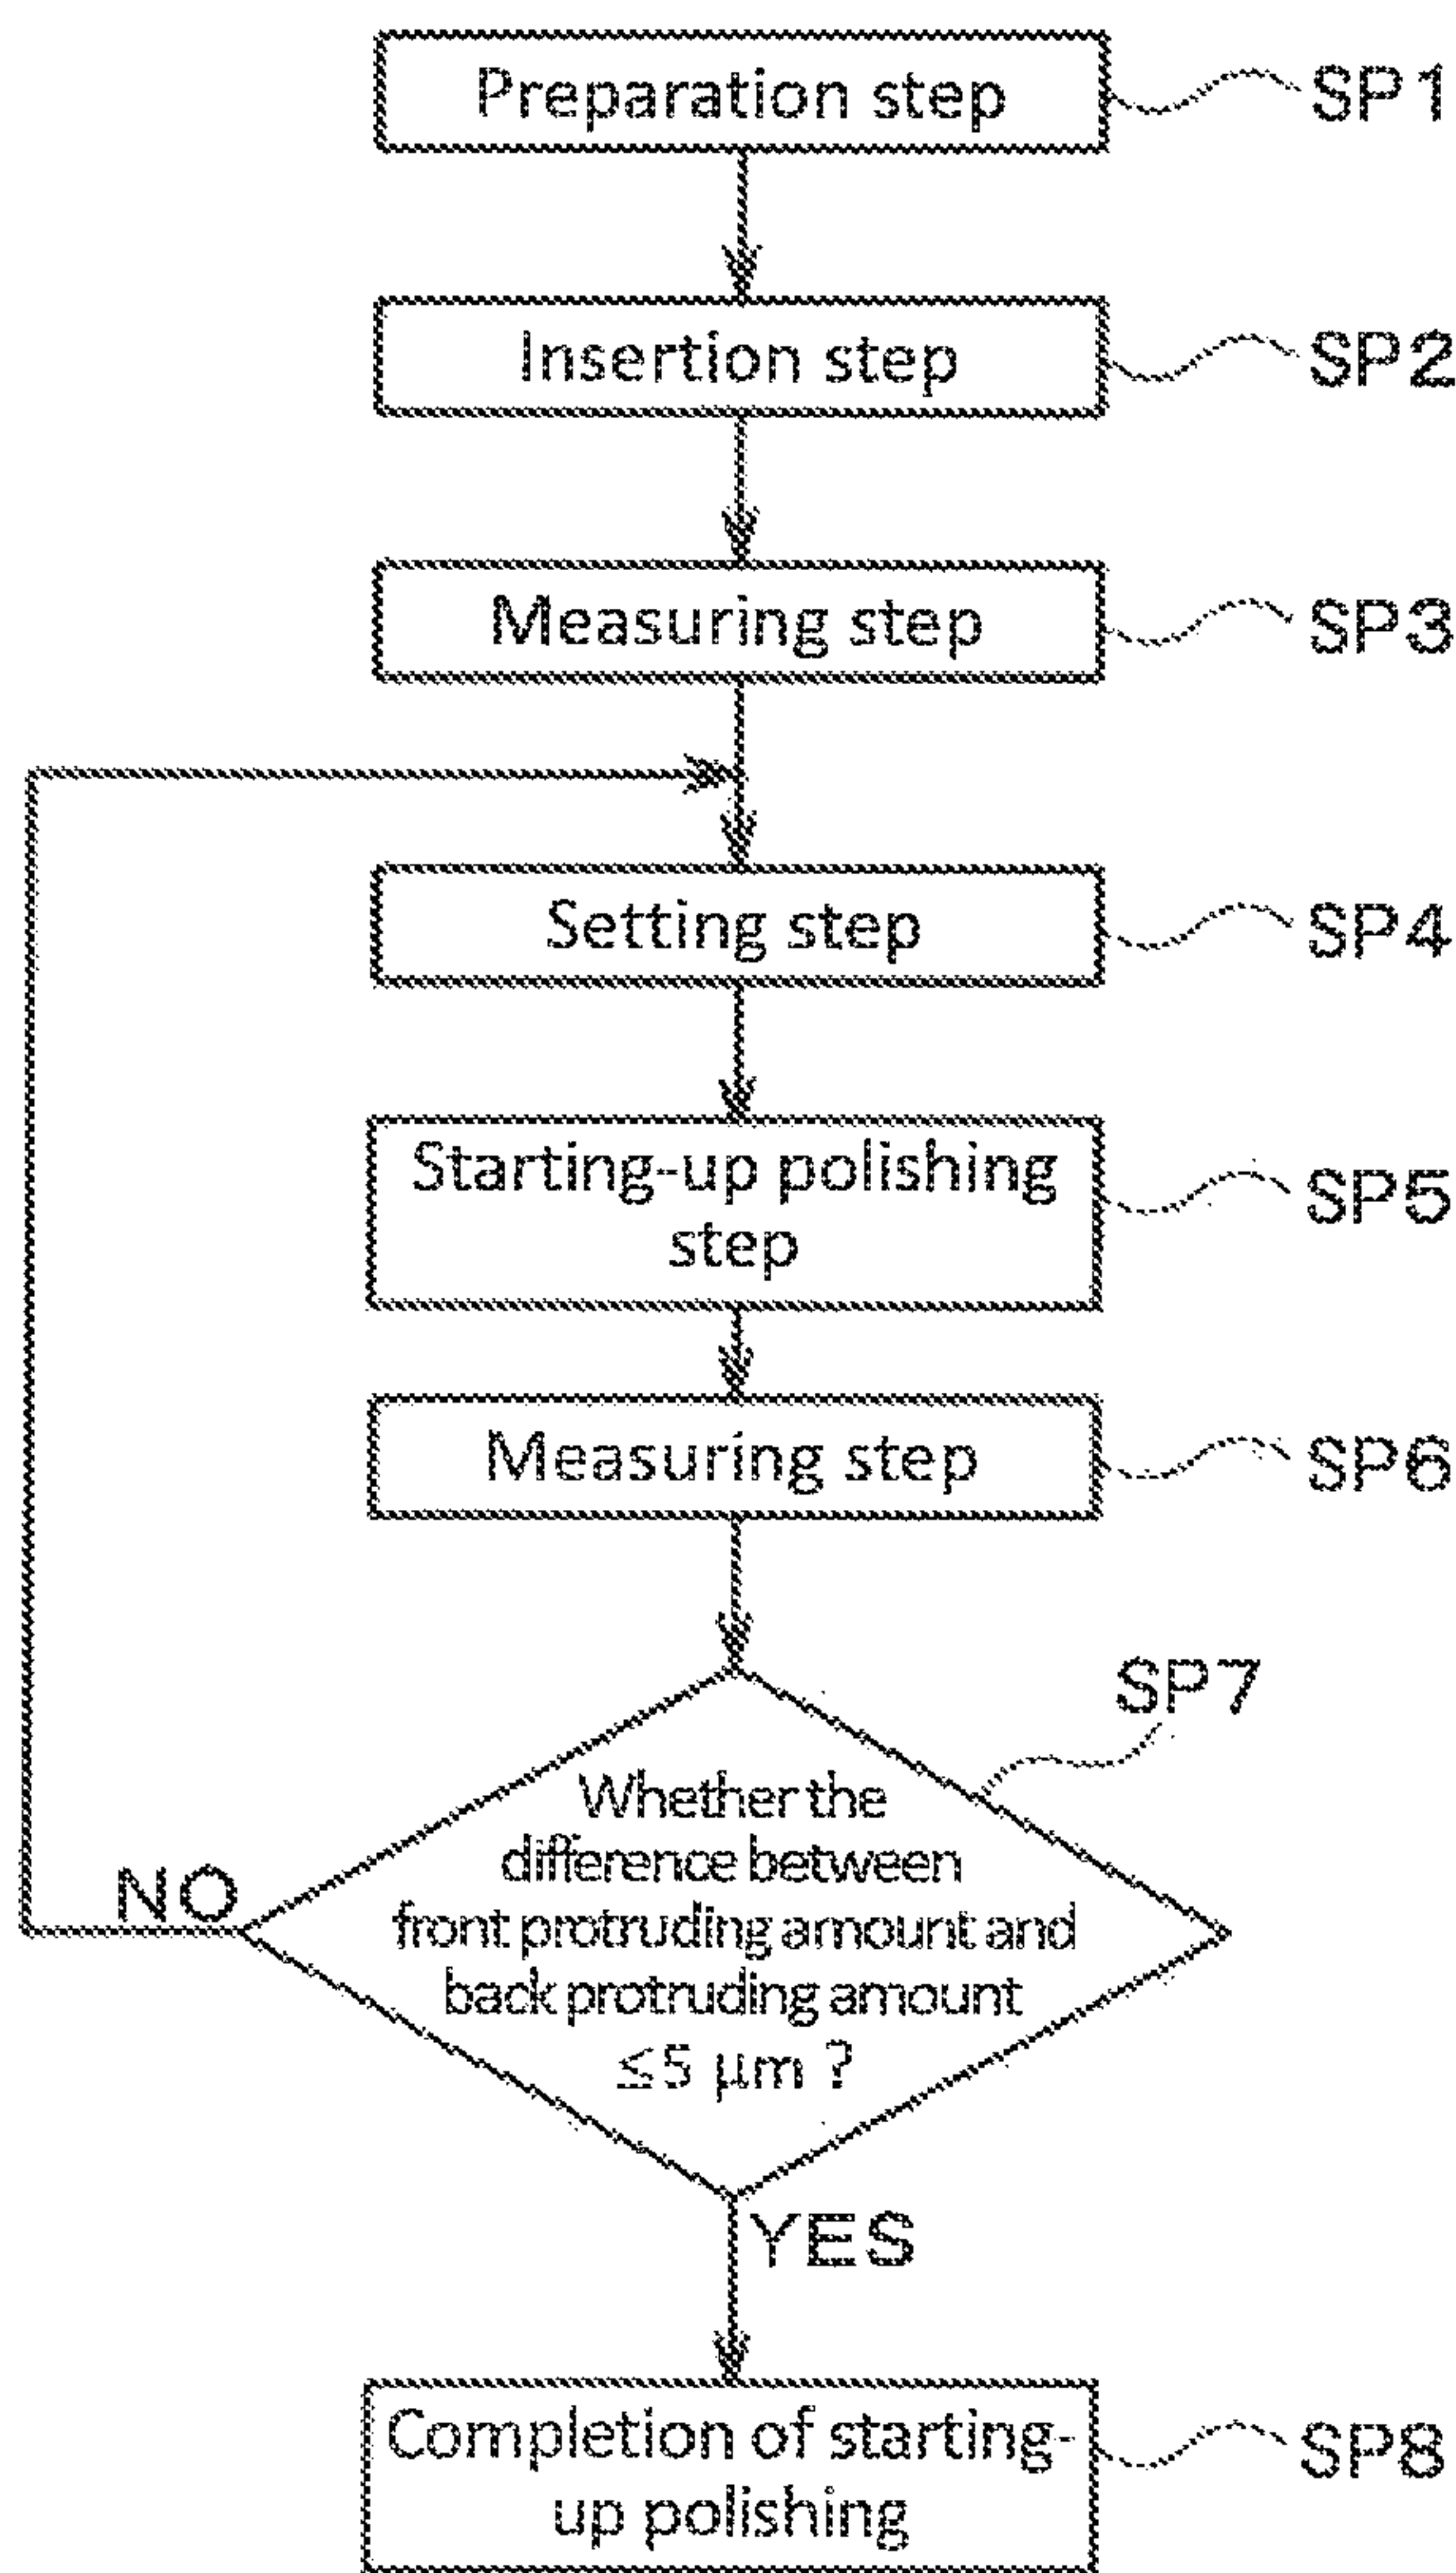 Preparation step
SP1
Insertion step
SP2
Measuring step
SP3
Setting step
SP4
Starting-up polishing
step
SP5
Measuring step
SP6
SP7
Whether the
difference between
front protruding amount and
back protruding amount
≦5 μm ?
NO
YES
Completion of starting-
up polishing
SP8